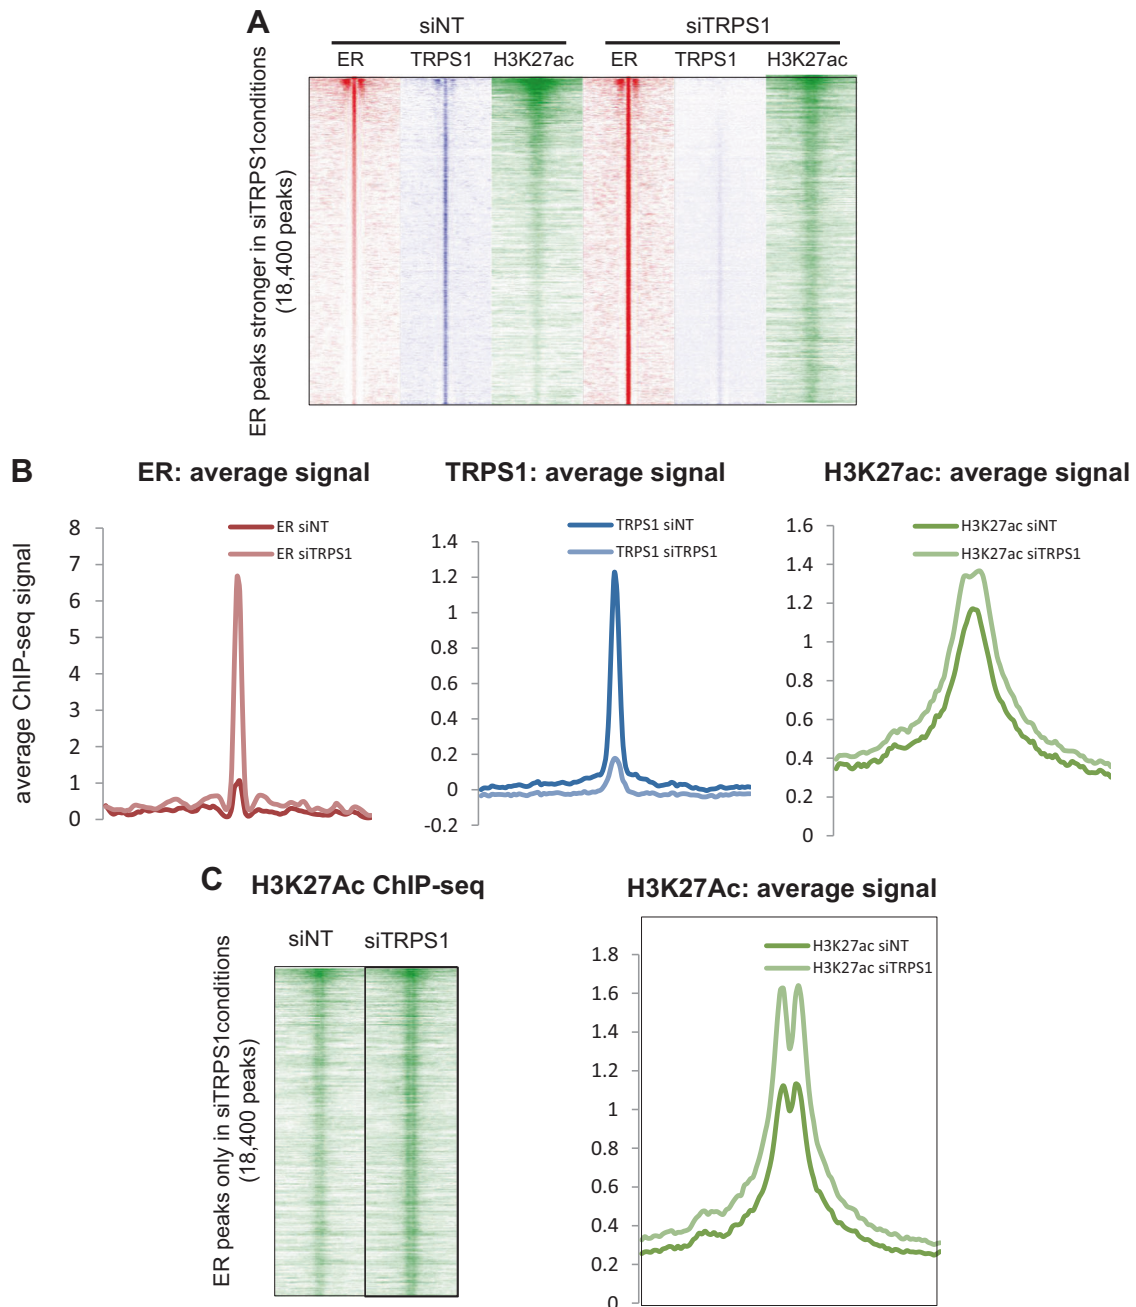 A
siNT
siTRPS1
ER
TRPS1
H3K27ac
ER
TRPS1
H3K27ac
ER peaks stronger in siTRPS1conditions
(18,400 peaks)
B
ER: average signal
TRPS1: average signal
H3K27ac: average signal
average ChIP-seq signal
ER siNT
ER siTRPS1
8
7
6
5
4
3
2
1
0
TRPS1 siNT
TRPS1 siTRPS1
1.4
1.2
1
0.8
0.6
0.4
0.2
0
-0.2
H3K27ac siNT
H3K27ac siTRPS1
1.6
1.4
1.2
1
0.8
0.6
0.4
0.2
0
C
H3K27Ac ChIP-seq
siNT
siTRPS1
ER peaks only in siTRPS1conditions
(18,400 peaks)
H3K27Ac: average signal
H3K27ac siNT
H3K27ac siTRPS1
1.8
1.6
1.4
1.2
1
0.8
0.6
0.4
0.2
0